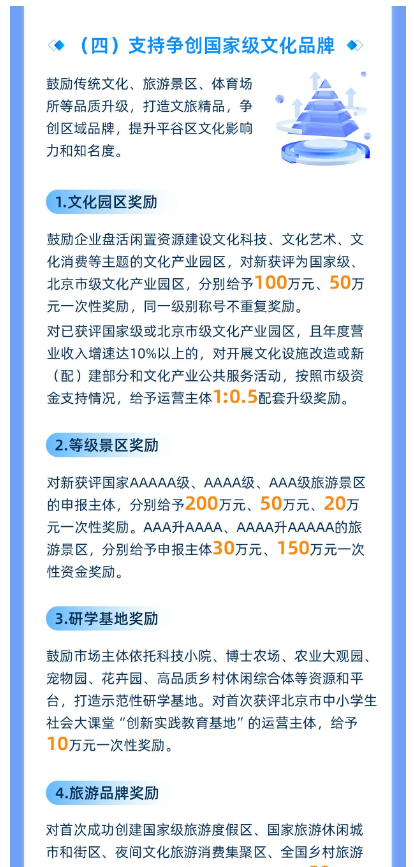 （四）支持争创国家级文化品牌
鼓励传统文化、旅游景区、体育场
所等品质升级，打造文旅精品，争
创区域品牌，提升平谷区文化影响
力和知名度。
1.文化园区奖励
鼓励企业盘活闲置资源建设文化科技、文化艺术、文
化消费等主题的文化产业园区，对新获评为国家级、
北京市级文化产业园区，分别给予100万元、50万
元一次性奖励，同一级别称号不重复奖励。
对已获评国家级或北京市级文化产业园区，且年度营
业收入增速达10%以上的，对开展文化设施改造或新
（配）建部分和文化产业公共服务活动，按照市级资
金支持情况，给予运营主体1:0.5配套升级奖励。
2.等级景区奖励
对新获评国家AAAAA级、AAAA级、AAA级旅游景区
的申报主体，分别给予200万元、50万元、20万
元一次性奖励。AAA升AAAA、AAAA升AAAAA的旅
游景区，分别给予申报主体30万元、150万元一次
性资金奖励。
3.研学基地奖励
鼓励市场主体依托科技小院、博士农场、农业大观园、
宠物园、花卉园、高品质乡村休闲综合体等资源和平
台，打造示范性研学基地。对首次获评北京市中小学生
社会大课堂“创新实践教育基地”的运营主体，给予
10万元一次性奖励。
4.旅游品牌奖励
对首次成功创建国家级旅游度假区、国家旅游休闲城
市和街区、夜间文化旅游消费集聚区、全国乡村旅游